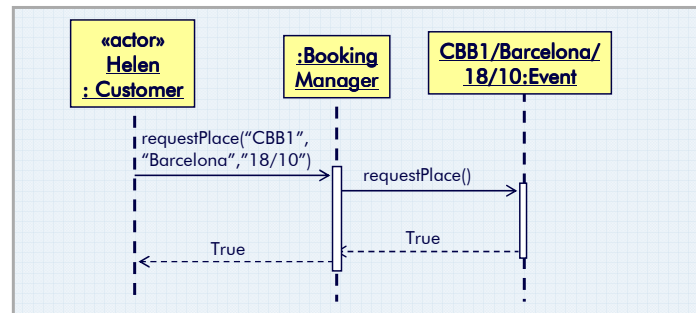 «actor»
Helen
: Customer
:Booking
Manager
CBB1/Barcelona/
18/10:Event
requestPlace(“CBB1”,
“Barcelona”,“18/10”)
requestPlace()
True
True